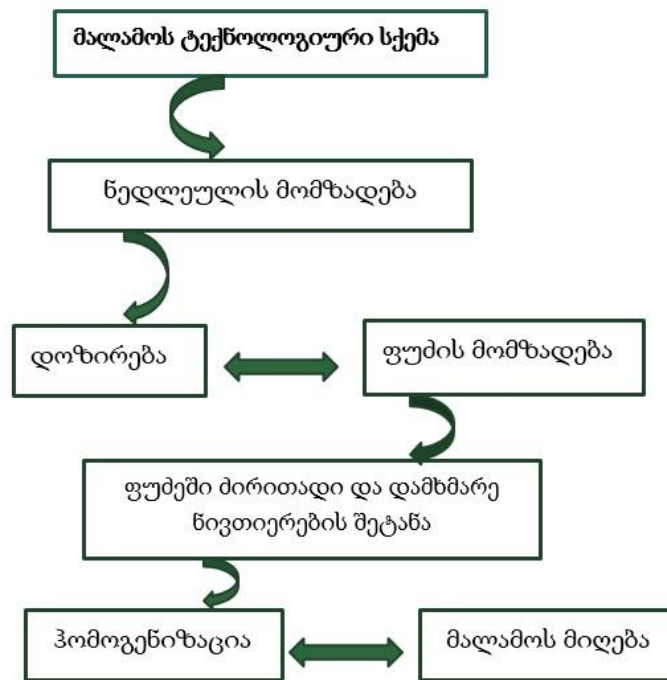 მალამოს ტექნოლოგიური სქემა
ნედლეულის მომზადება
დოზირება
ფუძის მომზადება
ფუძეში ძირითადი და დამხმარე
ნივთიერების შეტანა
ჰომოგენიზაცია
მალამოს მიღება